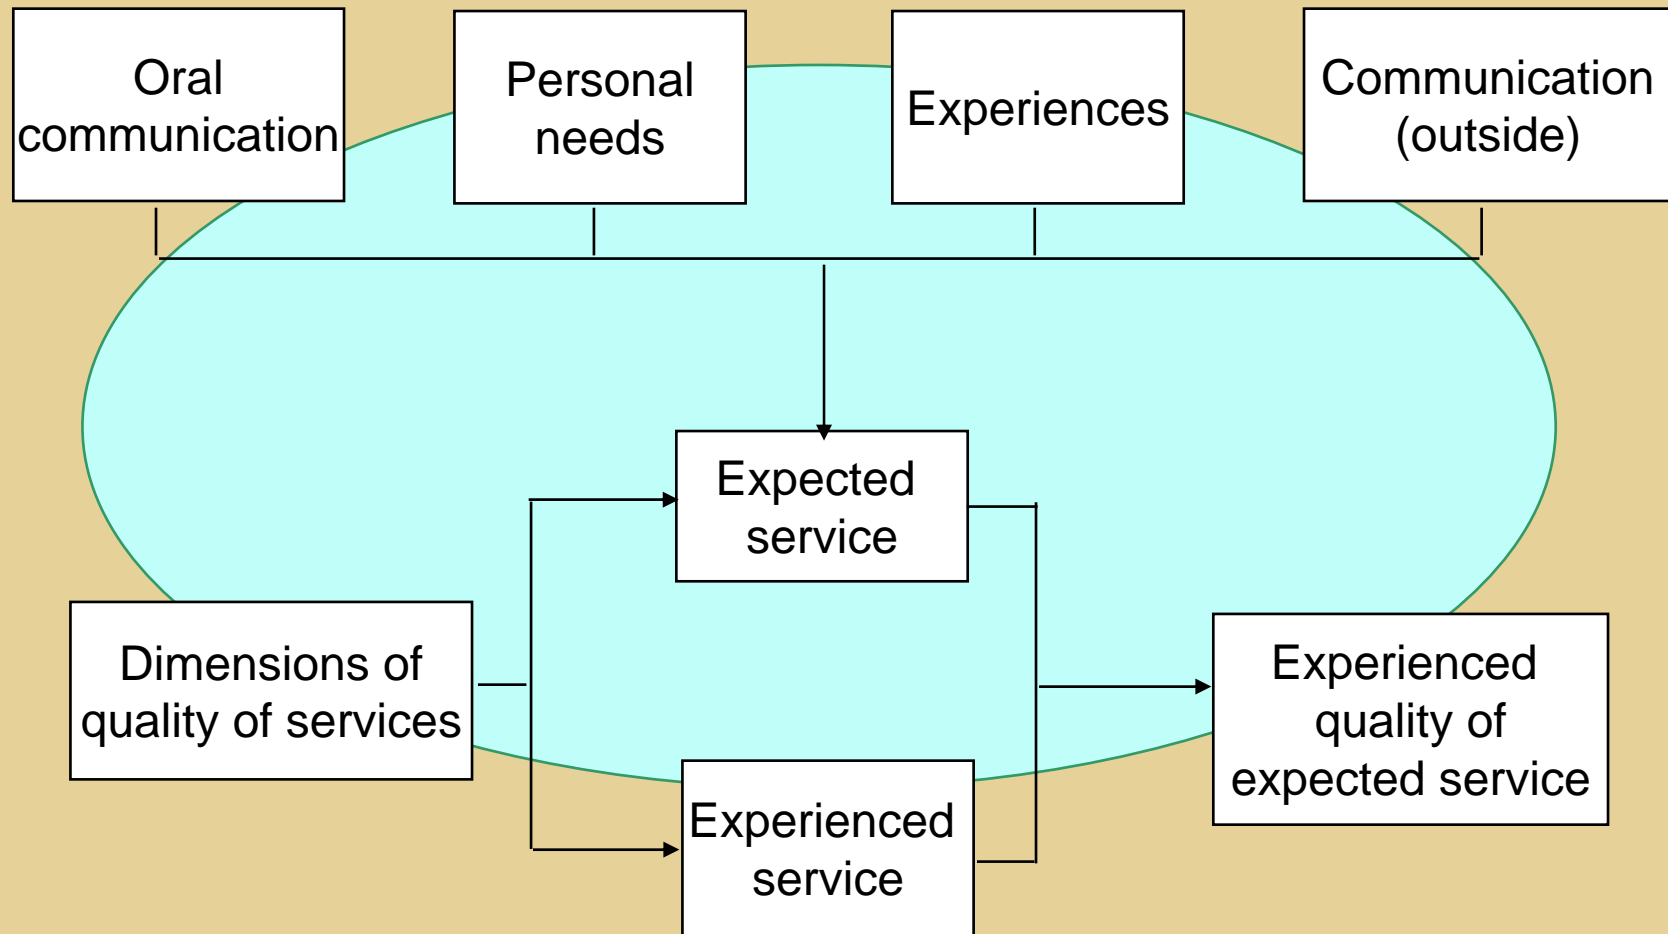 Oral
communication
Personal
needs
Experiences
Communication
(outside)
Expected
service
Dimensions of
quality of services
Experienced
quality of
expected service
Experienced
service